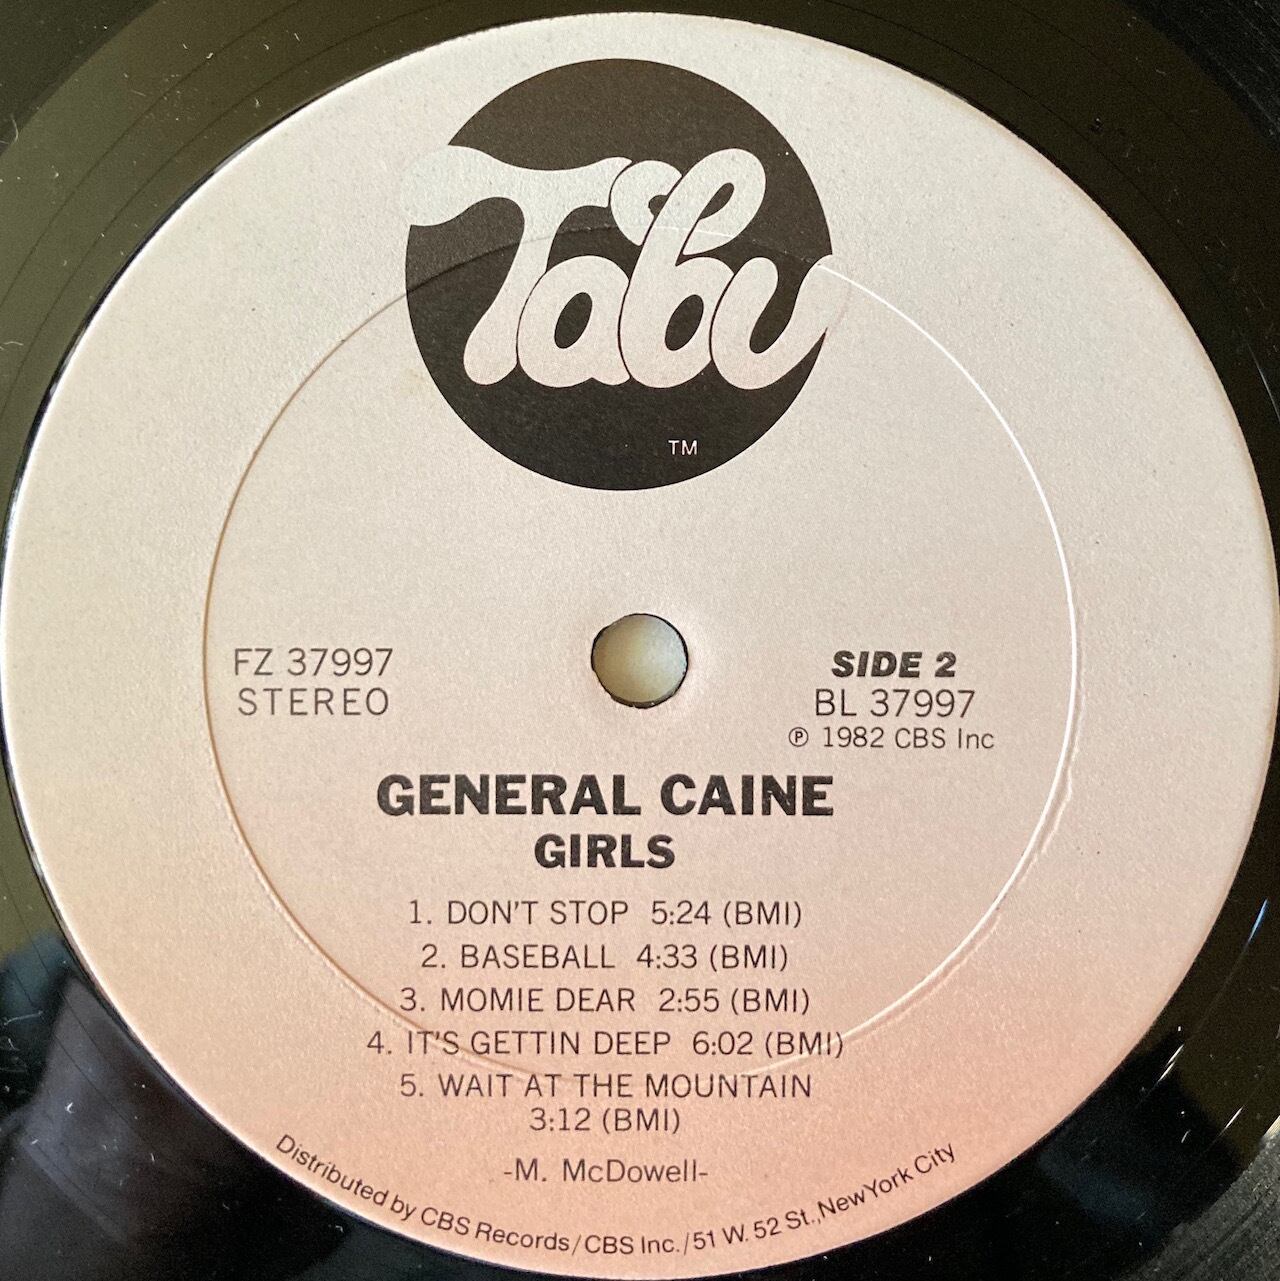 Tabu
TM
FZ 37997
STEREO
SIDE 2
BL 37997
℗ 1982 CBS Inc
GENERAL CAINE
GIRLS
1. DON'T STOP 5:24 (BMI)
2. BASEBALL 4:33 (BMI)
3. MOMIE DEAR 2:55 (BMI)
4. IT'S GETTIN DEEP 6:02 (BMI)
5. WAIT AT THE MOUNTAIN
3:12 (BMI)
-M. McDowell-
Distributed by CBS Records/CBS Inc./51 W. 52 St., New York City